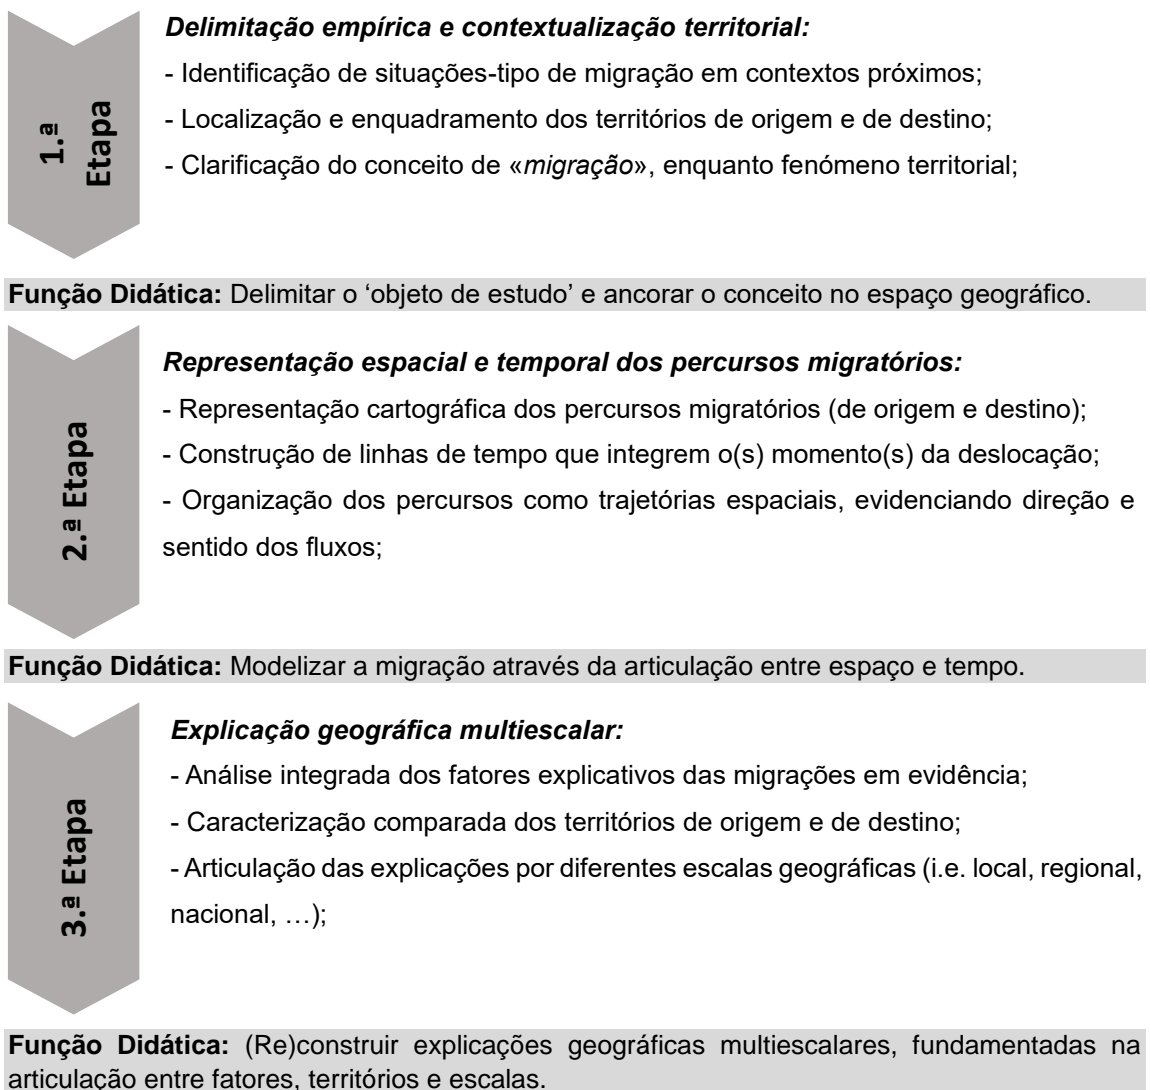 1.ª
Etapa
Delimitação empírica e contextualização territorial:
- Identificação de situações-tipo de migração em contextos próximos;
- Localização e enquadramento dos territórios de origem e de destino;
- Clarificação do conceito de «migração», enquanto fenómeno territorial;
Função Didática: Delimitar o ‘objeto de estudo’ e ancorar o conceito no espaço geográfico.
2.ª Etapa
Representação espacial e temporal dos percursos migratórios:
- Representação cartográfica dos percursos migratórios (de origem e destino);
- Construção de linhas de tempo que integrem o(s) momento(s) da deslocação;
- Organização dos percursos como trajetórias espaciais, evidenciando direção e
sentido dos fluxos;
Função Didática: Modelizar a migração através da articulação entre espaço e tempo.
3.ª Etapa
Explicação geográfica multiescalar:
- Análise integrada dos fatores explicativos das migrações em evidência;
- Caracterização comparada dos territórios de origem e de destino;
- Articulação das explicações por diferentes escalas geográficas (i.e. local, regional,
nacional, …);
Função Didática: (Re)construir explicações geográficas multiescalares, fundamentadas na
articulação entre fatores, territórios e escalas.